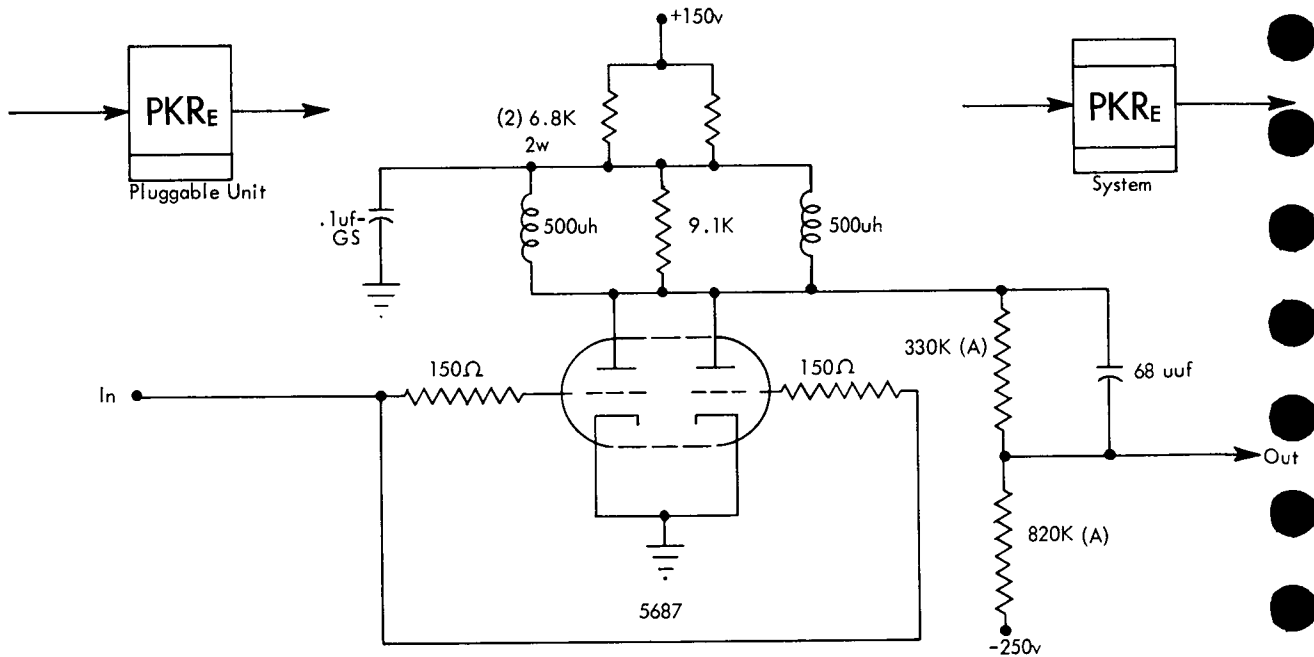 +150v
PKRE
Pluggable Unit
(2) 6.8K
2w
PKRE
System
.1uf-
GS
500uh
9.1K
500uh
150Ω
150Ω
330K (A)
68 uuf
In
Out
820K (A)
5687
-250v